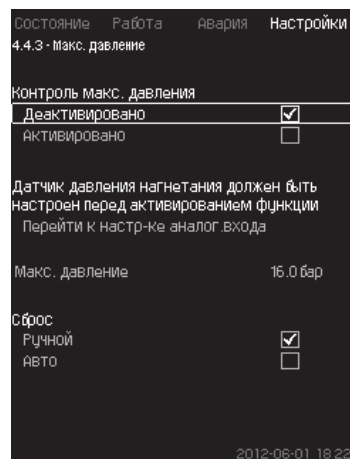 Состояние Работа Авария Настройки
4.4.3 - Макс. давление
Контроль макс. давления
Деактивировано
Активировано
Датчик давления нагнетания должен быть
настроен перед активированием функции
Перейти к настр-ке аналог.входа
Макс. давление 16.0 бар
Сброс
Ручной
Авто
2012-06-01 18:22